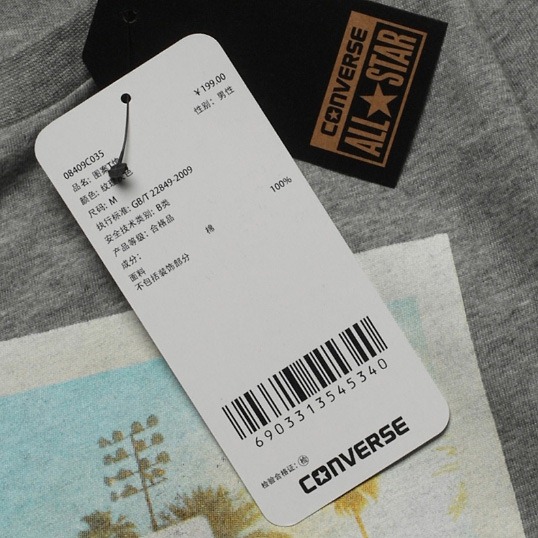 CONVERSE
ALL★STAR
¥199.00
性别: 男性
08409C035
品名: 图案T恤
颜色: 纹
尺码: M
执行标准: GB/T 22849-2009
安全技术类别: B类
产品等级: 合格品
成分:
面料 棉 100%
不包括装饰部分
6903313545340
检验合格证: 检
CONVERSE